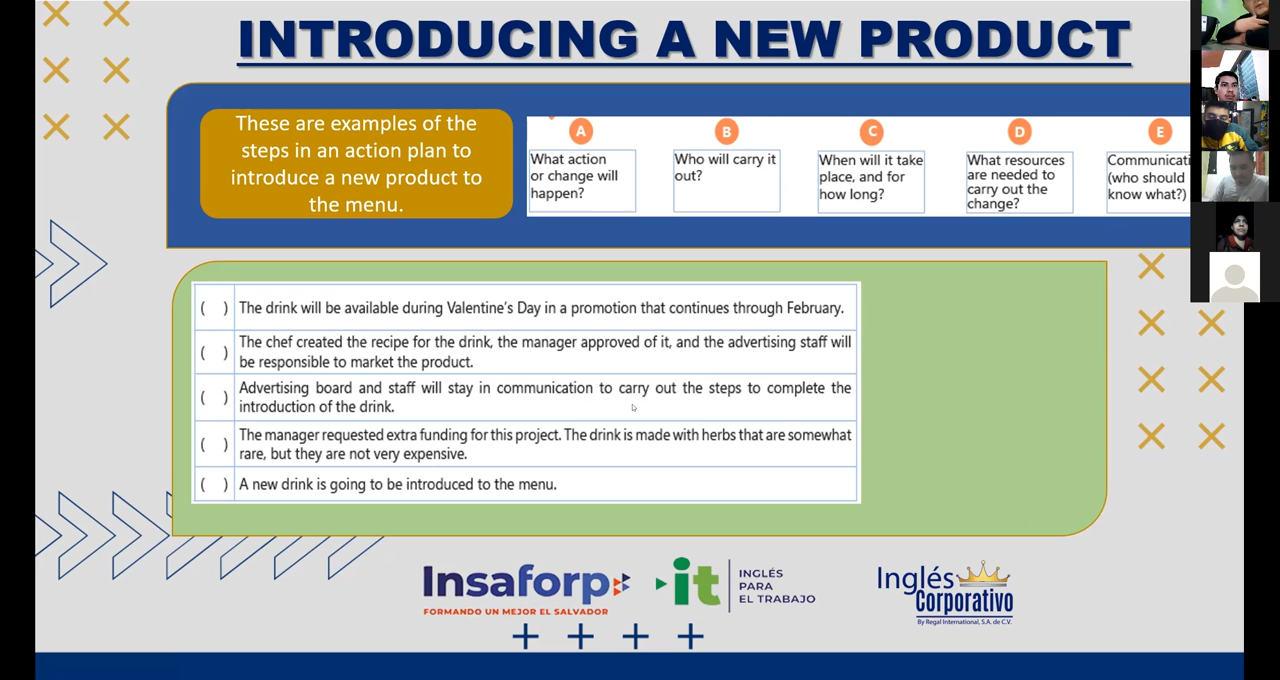 INTRODUCING A NEW PRODUCT
These are examples of the
steps in an action plan to
introduce a new product to
the menu.
A
What action
or change will
happen?
B
Who will carry it
out?
C
When will it take
place, and for
how long?
D
What resources
are needed to
carry out the
change?
E
Communicati
(who should
know what?)
( ) The drink will be available during Valentine's Day in a promotion that continues through February.
( ) The chef created the recipe for the drink, the manager approved of it, and the advertising staff will
be responsible to market the product.
( ) Advertising board and staff will stay in communication to carry out the steps to complete the
introduction of the drink.
( ) The manager requested extra funding for this project. The drink is made with herbs that are somewhat
rare, but they are not very expensive.
( ) A new drink is going to be introduced to the menu.
Insaforp
FORMANDO UN MEJOR EL SALVADOR
it
INGLÉS
PARA
EL TRABAJO
Inglés
Corporativo
By Regal International, S.A. de C.V.